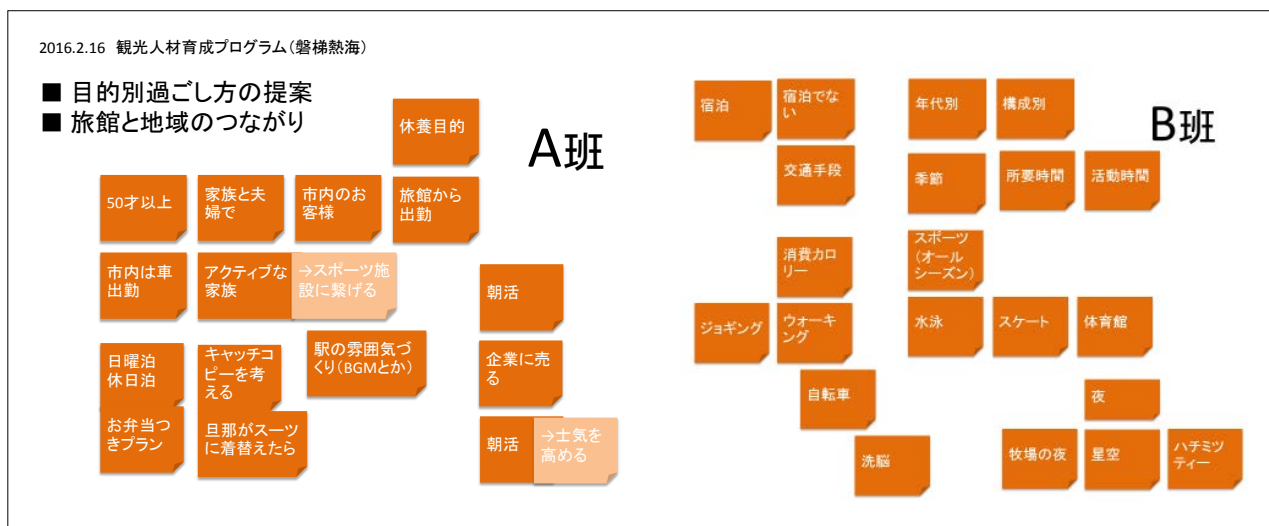 2016.2.16 観光人材育成プログラム(磐梯熱海)
■ 目的別過ごし方の提案
■ 旅館と地域のつながり
A班
休養目的
50才以上
家族と夫
婦で
市内のお
客様
旅館から
出勤
市内は車
出勤
アクティブな
家族
→スポーツ施
設に繋げる
朝活
日曜泊
休日泊
キャッチコ
ピーを考
える
駅の雰囲気づ
くり(BGMとか)
企業に売
る
お弁当つ
きプラン
旦那がスーツ
に着替えたら
朝活
→士気を
高める
B班
宿泊
宿泊でな
い
年代別
構成別
交通手段
季節
所要時間
活動時間
消費カロ
リー
スポーツ
(オール
シーズン)
ジョギング
ウォーキ
ング
水泳
スケート
体育館
自転車
夜
洗脳
牧場の夜
星空
ハチミツ
ティー